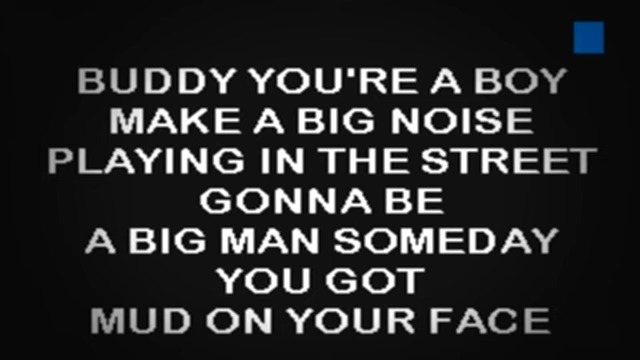 BUDDY YOU'RE A BOY
MAKE A BIG NOISE
PLAYING IN THE STREET
GONNA BE
A BIG MAN SOMEDAY
YOU GOT
MUD ON YOUR FACE